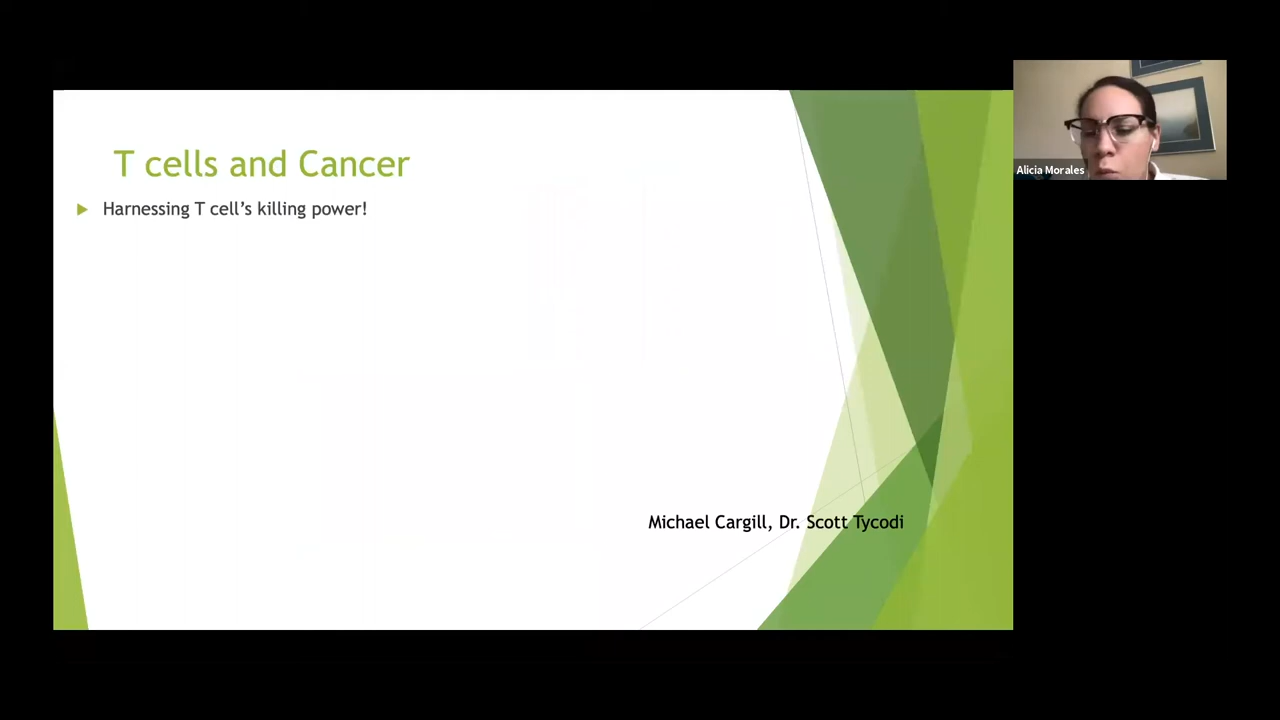 T cells and Cancer
Harnessing T cell’s killing power!
Michael Cargill, Dr. Scott Tycodi
Alicia Morales